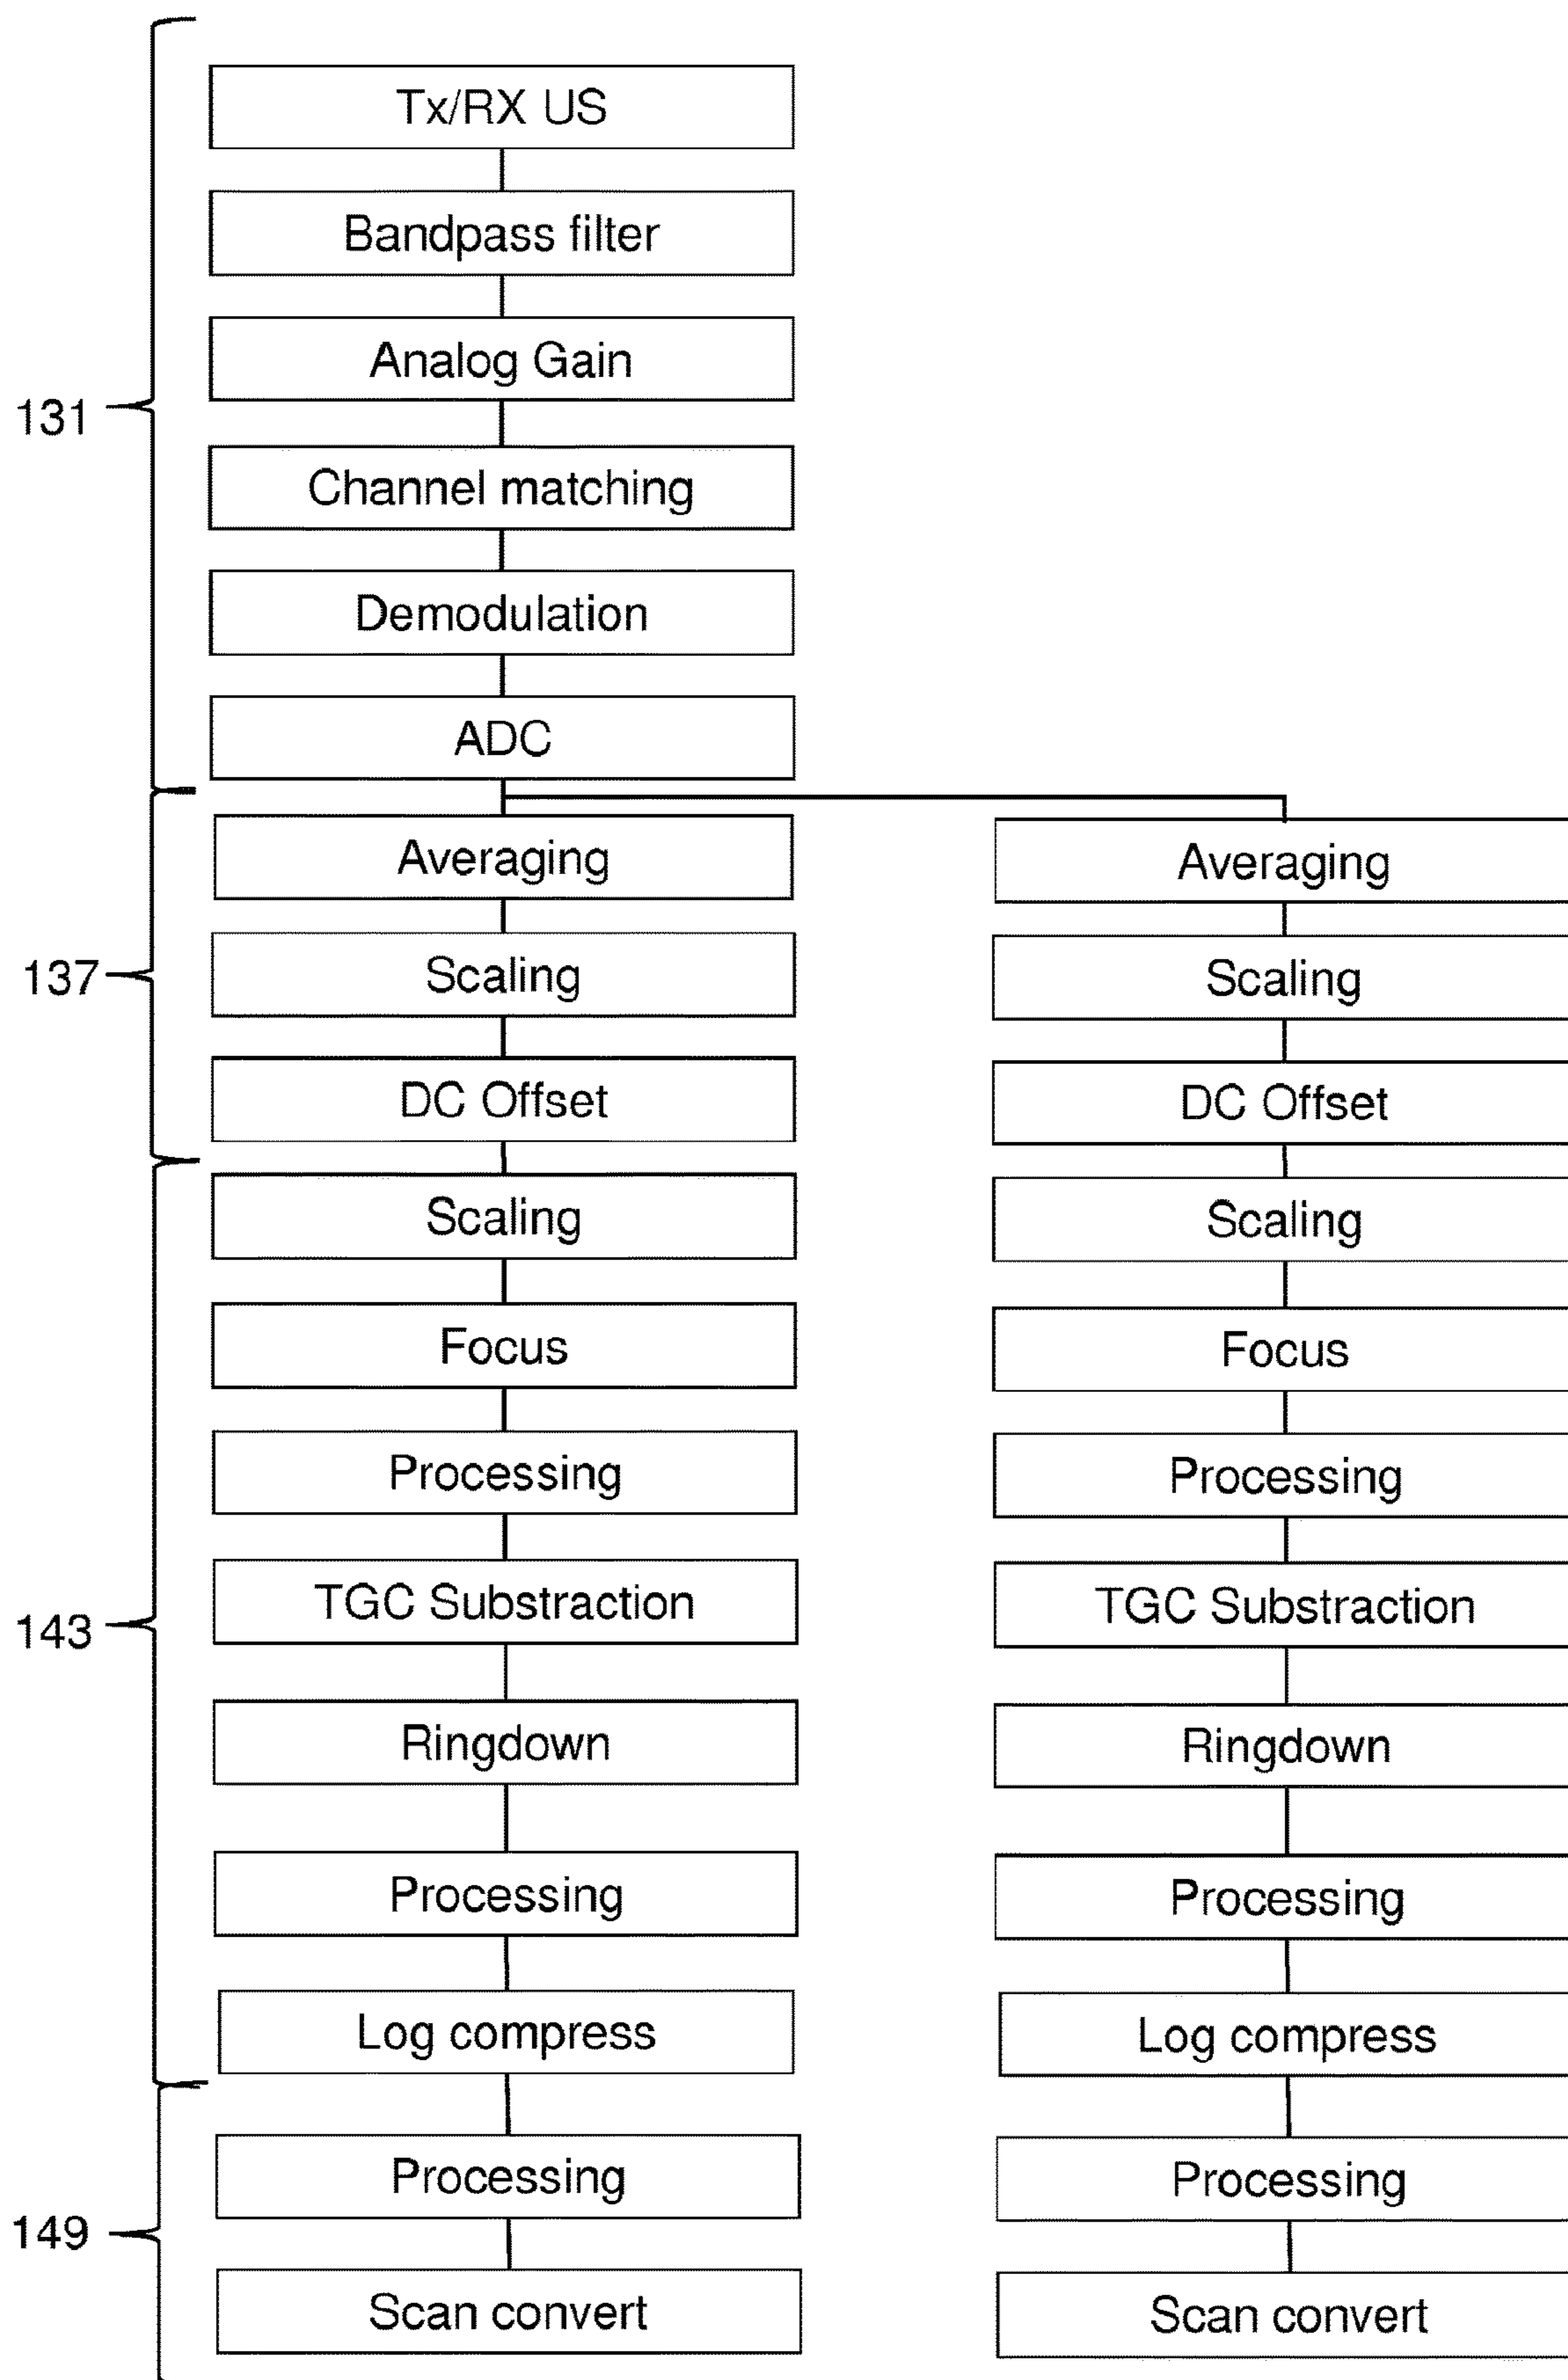 Tx/RX US
Bandpass filter
Analog Gain
131
Channel matching
Demodulation
ADC
Averaging
Averaging
137
Scaling
Scaling
DC Offset
DC Offset
Scaling
Scaling
Focus
Focus
Processing
Processing
143
TGC Substraction
TGC Substraction
Ringdown
Ringdown
Processing
Processing
Log compress
Log compress
Processing
Processing
149
Scan convert
Scan convert